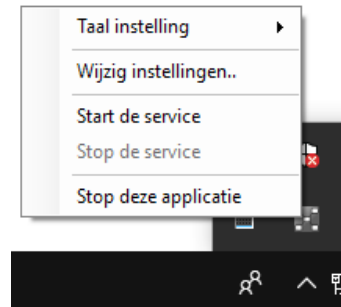 Taal instelling
Wijzig instellingen..
Start de service
Stop de service
Stop deze applicatie